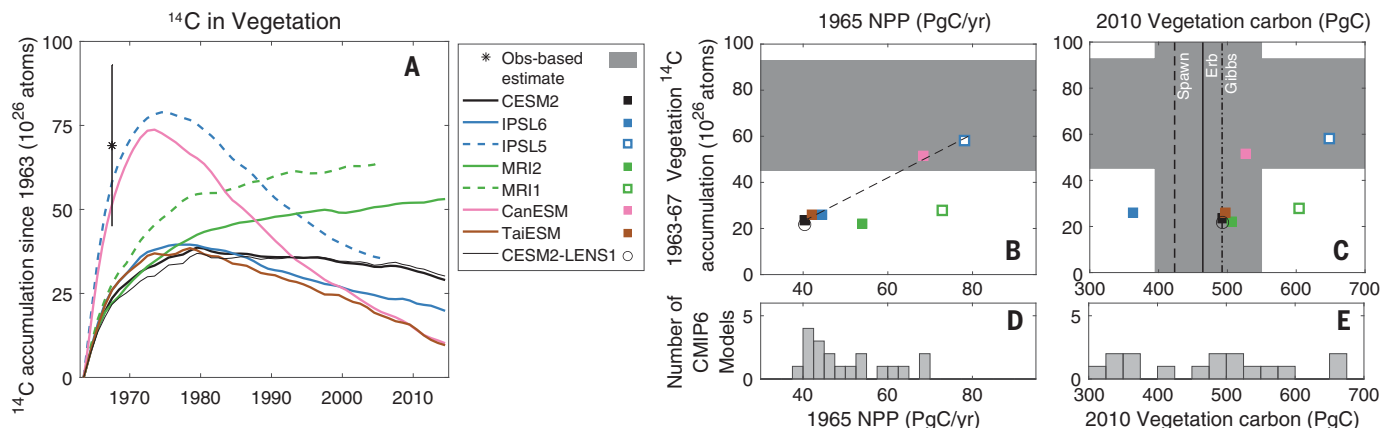 ¹⁴C in Vegetation
¹⁴C accumulation since 1963 (10²⁶ atoms)
100
75
50
25
0
1970
1980
1990
2000
2010
A
Obs-based
estimate
CESM2
IPSL6
IPSL5
MRI2
MRI1
CanESM
TaiESM
CESM2-LENS1
1965 NPP (PgC/yr)
1963-67 Vegetation ¹⁴C
accumulation (10²⁶ atoms)
100
80
60
40
20
0
40
60
80
B
2010 Vegetation carbon (PgC)
100
80
60
40
20
0
300
400
500
600
700
Spawn
Erb
Gibbs
C
Number of
CMIP6
Models
5
0
40
60
80
1965 NPP (PgC/yr)
D
5
0
300
400
500
600
700
2010 Vegetation carbon (PgC)
E